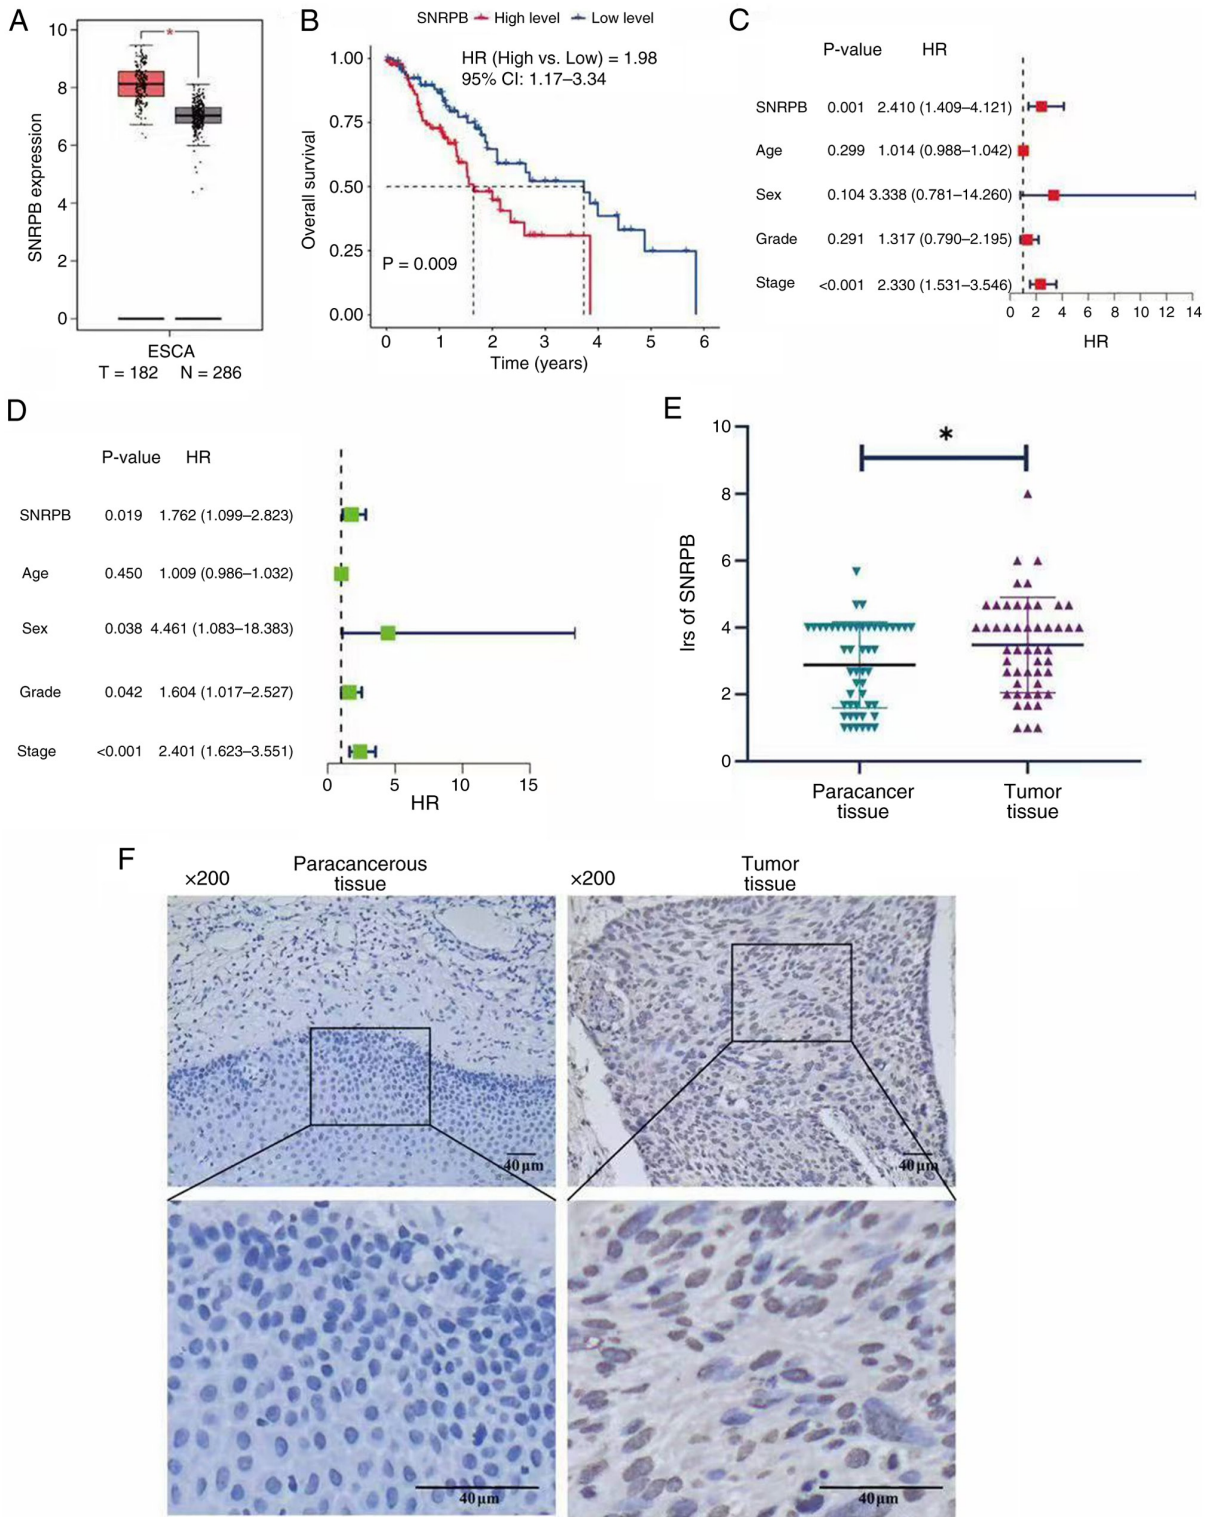 A
SNRPB expression
10
8
6
4
2
0
*
ESCA
T = 182 N = 286
B
SNRPB High level Low level
HR (High vs. Low) = 1.98
95% CI: 1.17–3.34
Overall survival
1.00
0.75
0.50
0.25
0.00
P = 0.009
0 1 2 3 4 5 6
Time (years)
C
P-value HR
SNRPB 0.001 2.410 (1.409–4.121)
Age 0.299 1.014 (0.988–1.042)
Sex 0.104 3.338 (0.781–14.260)
Grade 0.291 1.317 (0.790–2.195)
Stage <0.001 2.330 (1.531–3.546)
0 2 4 6 8 10 12 14
HR
D
P-value HR
SNRPB 0.019 1.762 (1.099–2.823)
Age 0.450 1.009 (0.986–1.032)
Sex 0.038 4.461 (1.083–18.383)
Grade 0.042 1.604 (1.017–2.527)
Stage <0.001 2.401 (1.623–3.551)
0 5 10 15
HR
E
Irs of SNRPB
10
8
6
4
2
0
*
Paracancer
tissue
Tumor
tissue
F
×200
Paracancerous
tissue
×200
Tumor
tissue
40 μm
40 μm
40 μm
40 μm